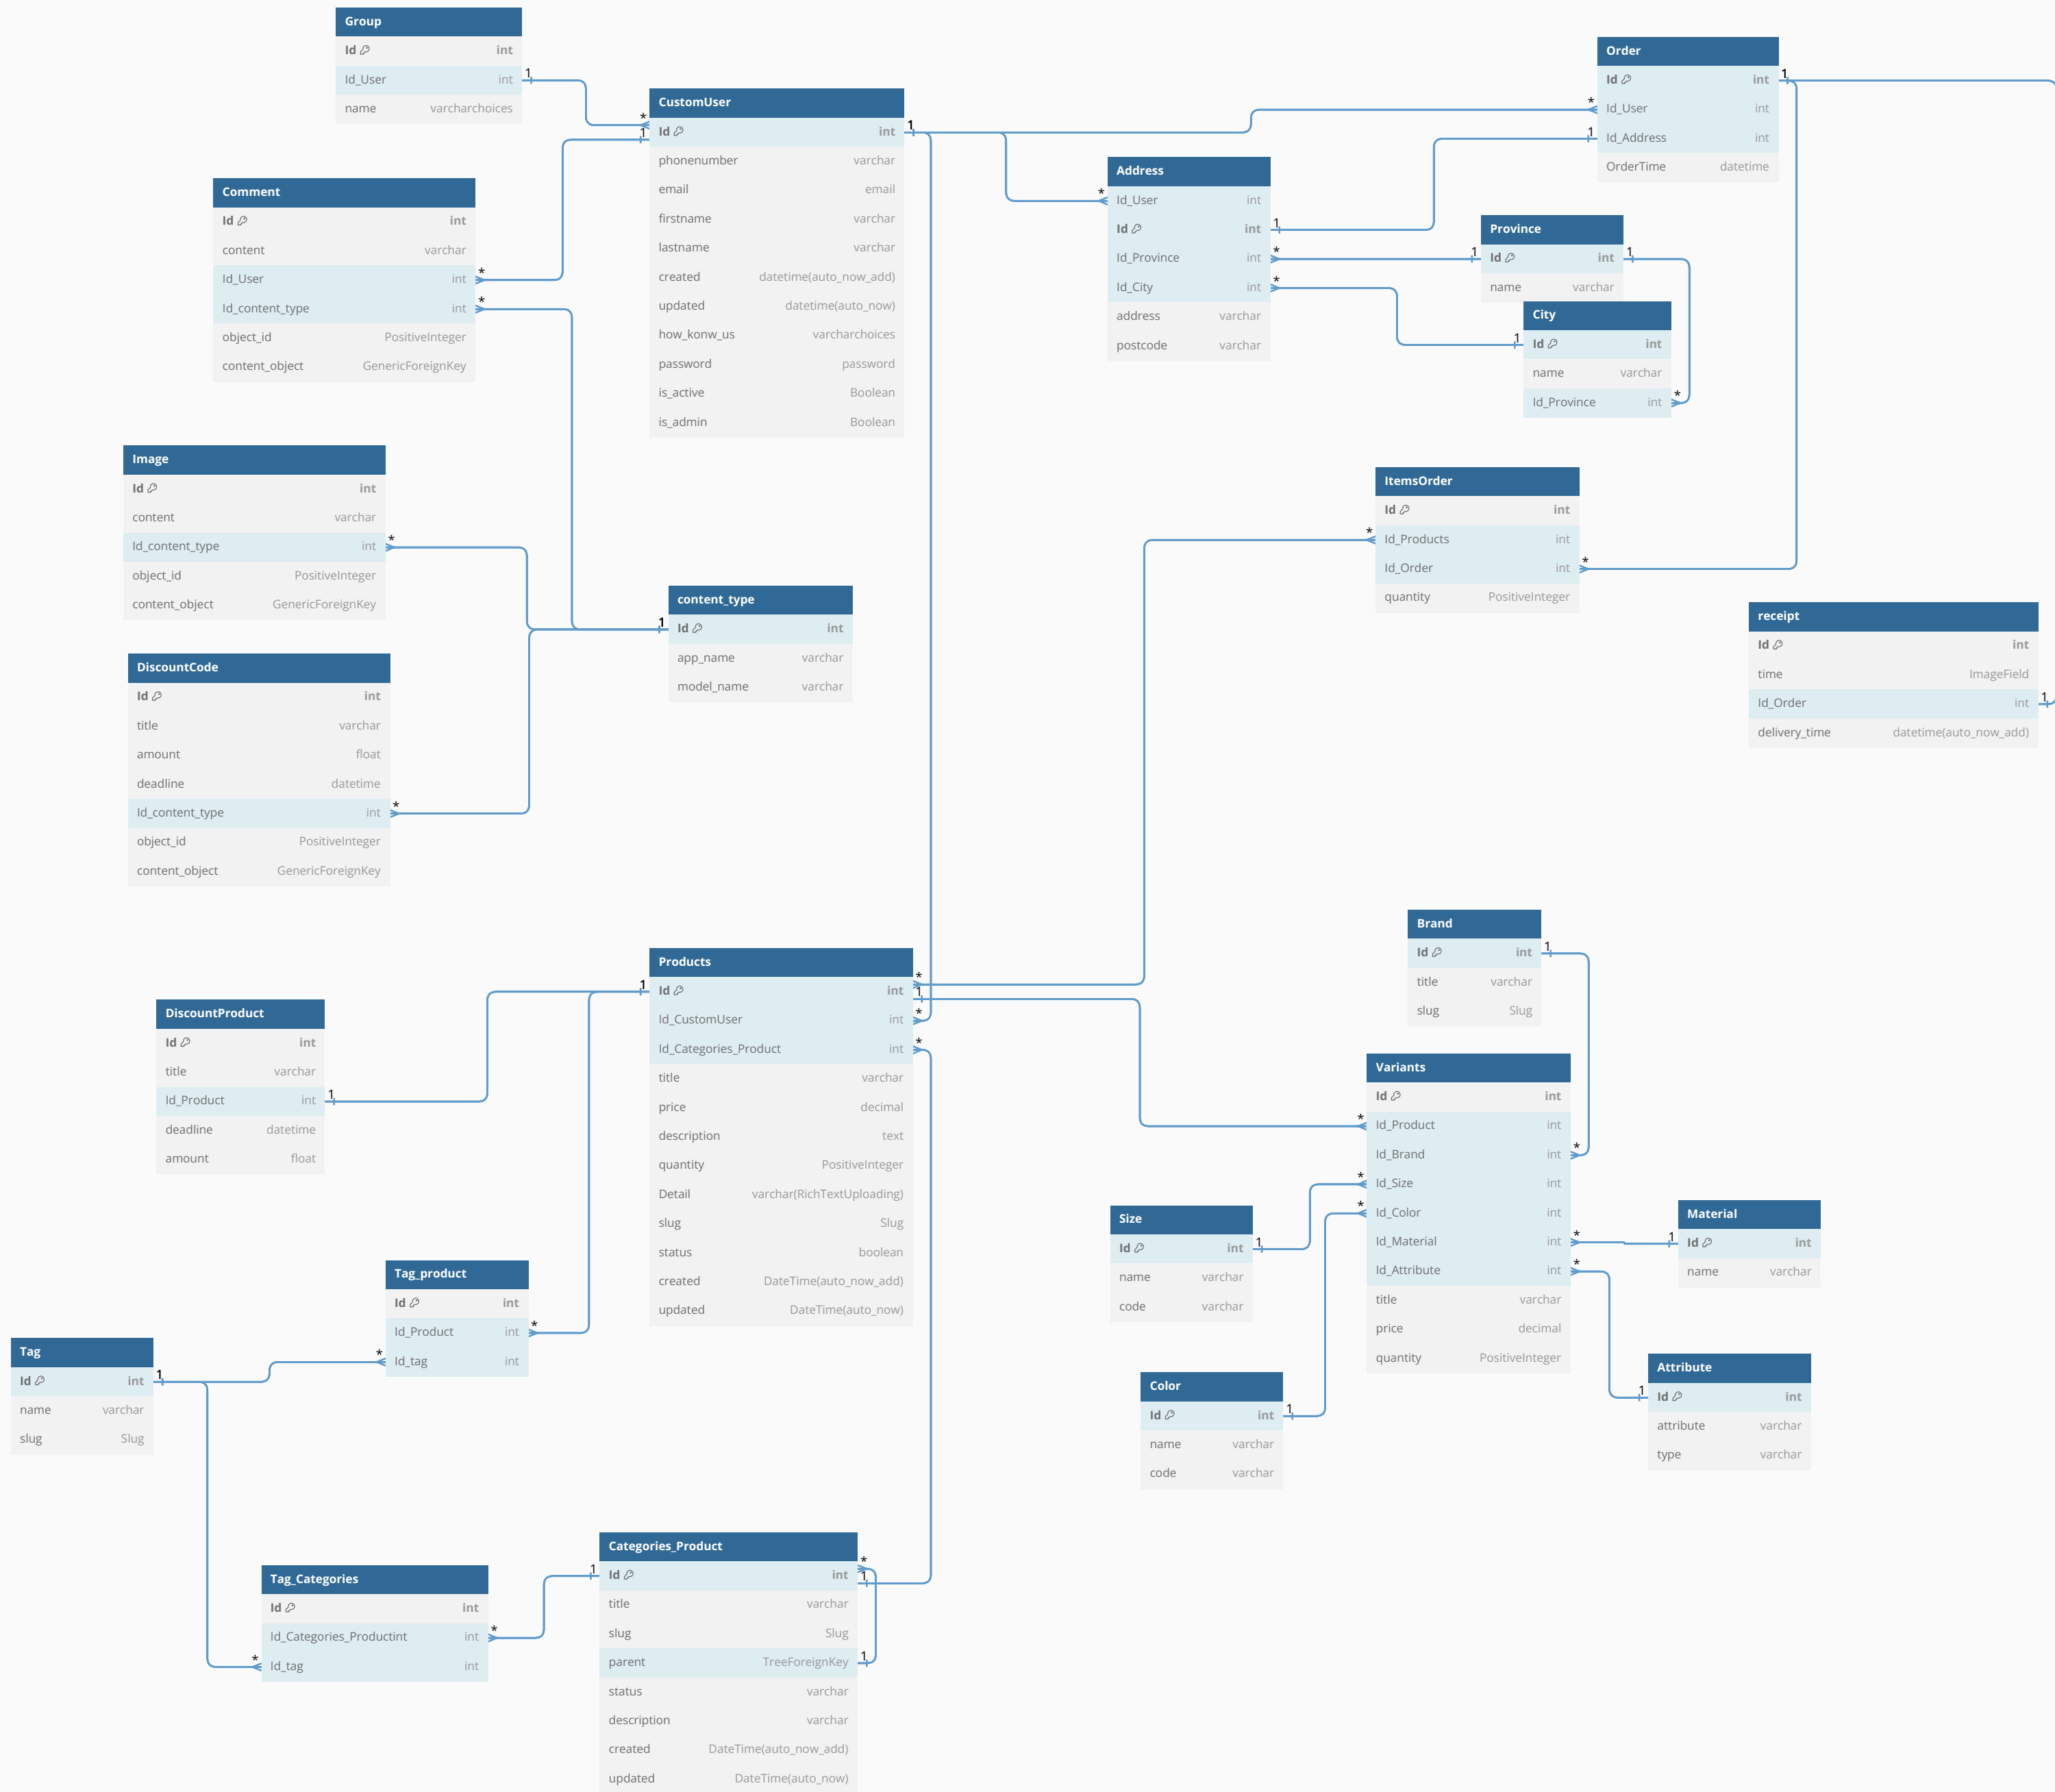 Group
Id int
Id_User int
name varcharchoices
CustomUser
Id int
phonenumber varchar
email email
firstname varchar
lastname varchar
created datetime(auto_now_add)
updated datetime(auto_now)
how_konw_us varcharchoices
password password
is_active Boolean
is_admin Boolean
Order
Id int
Id_User int
Id_Address int
OrderTime datetime
Address
Id_User int
Id int
Id_Province int
Id_City int
address varchar
postcode varchar
Province
Id int
name varchar
City
Id int
name varchar
Id_Province int
Comment
Id int
content varchar
Id_User int
Id_content_type int
object_id PositiveInteger
content_object GenericForeignKey
Image
Id int
content varchar
Id_content_type int
object_id PositiveInteger
content_object GenericForeignKey
ItemsOrder
Id int
Id_Products int
Id_Order int
quantity PositiveInteger
content_type
Id int
app_name varchar
model_name varchar
receipt
Id int
time ImageField
Id_Order int
delivery_time datetime(auto_now_add)
DiscountCode
Id int
title varchar
amount float
deadline datetime
Id_content_type int
object_id PositiveInteger
content_object GenericForeignKey
Brand
Id int
title varchar
slug Slug
Products
Id int
Id_CustomUser int
Id_Categories_Product int
title varchar
price decimal
description text
quantity PositiveInteger
Detail varchar(RichTextUploading)
slug Slug
status boolean
created DateTime(auto_now_add)
updated DateTime(auto_now)
DiscountProduct
Id int
title varchar
Id_Product int
deadline datetime
amount float
Variants
Id int
Id_Product int
Id_Brand int
Id_Size int
Id_Color int
Id_Material int
Id_Attribute int
title varchar
price decimal
quantity PositiveInteger
Size
Id int
name varchar
code varchar
Material
Id int
name varchar
Tag_product
Id int
Id_Product int
Id_tag int
Tag
Id int
name varchar
slug Slug
Color
Id int
name varchar
code varchar
Attribute
Id int
attribute varchar
type varchar
Tag_Categories
Id int
Id_Categories_Productint int
Id_tag int
Categories_Product
Id int
title varchar
slug Slug
parent TreeForeignKey
status varchar
description varchar
created DateTime(auto_now_add)
updated DateTime(auto_now)